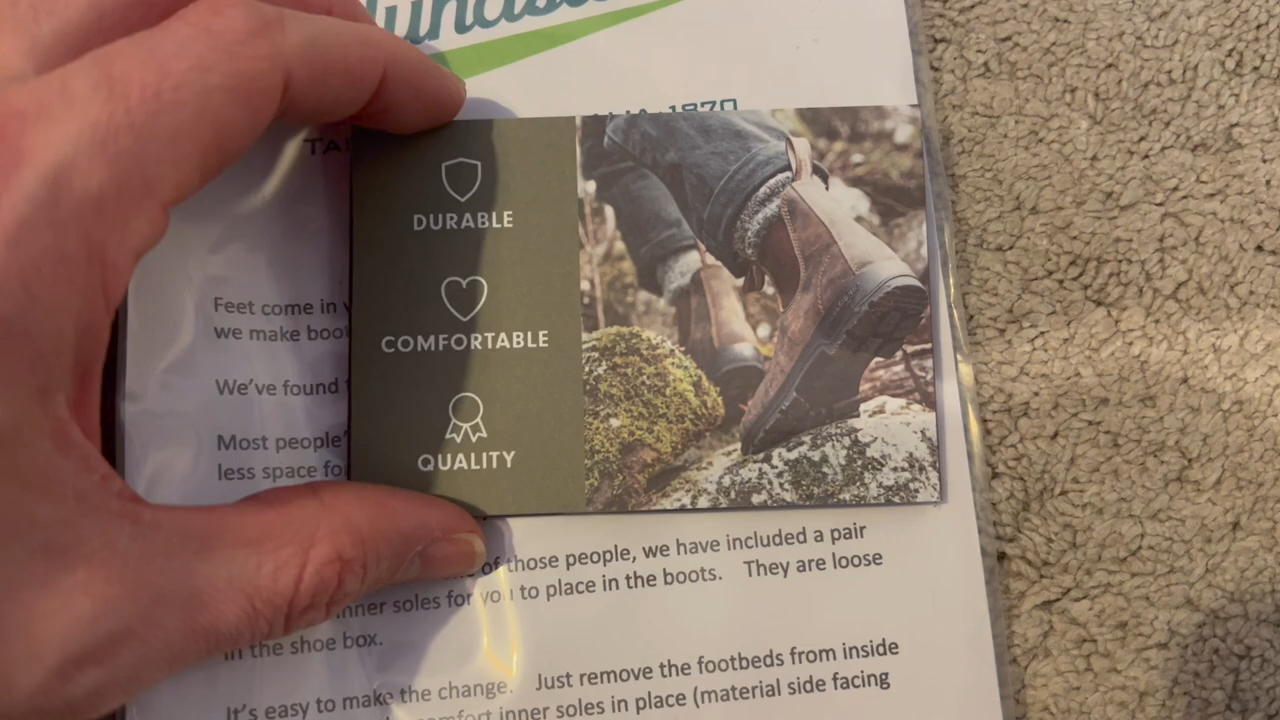 1870
DURABLE
COMFORTABLE
QUALITY
Feet come in
we make
We've found
Most people'
less space
of those people, we have included a pair
inner soles for you to place in the boots. They are loose
in the shoe box.
It's easy to make the change. Just remove the footbeds from inside
inner soles in place (material side facing